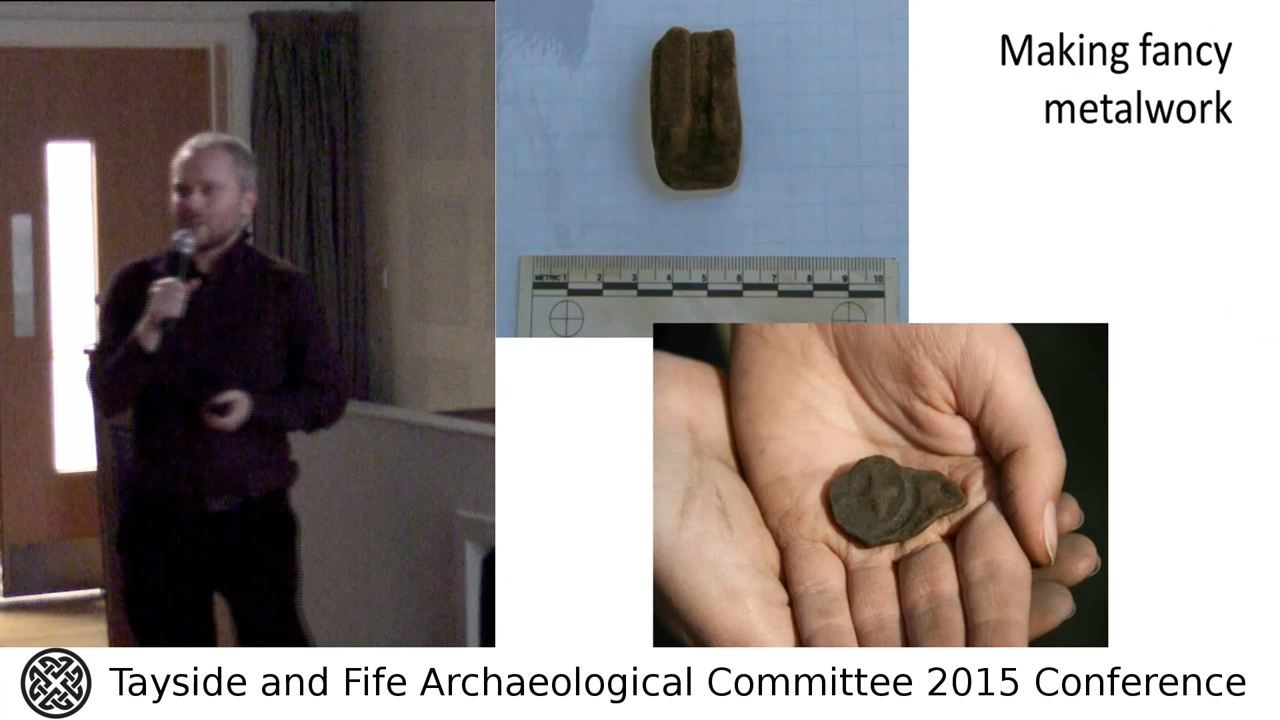 Making fancy
metalwork
METRIC 1 2 3 4 5 6 7 8 9 10
Tayside and Fife Archaeological Committee 2015 Conference